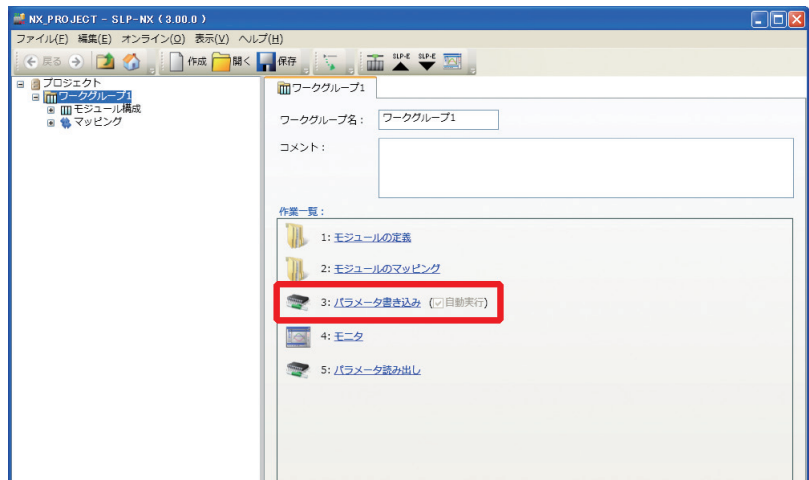 NX_PROJECT - SLP-NX ( 3.00.0 )
ファイル(F) 編集(E) オンライン(O) 表示(V) ヘルプ(H)
戻る 作成 開く 保存 SLP-E SLP-E
プロジェクト
ワークグループ1
モジュール構成
マッピング
ワークグループ1
ワークグループ名： ワークグループ1
コメント：
作業一覧：
1: モジュールの定義
2: モジュールのマッピング
3: パラメータ書き込み (自動実行)
4: モニタ
5: パラメータ読み出し